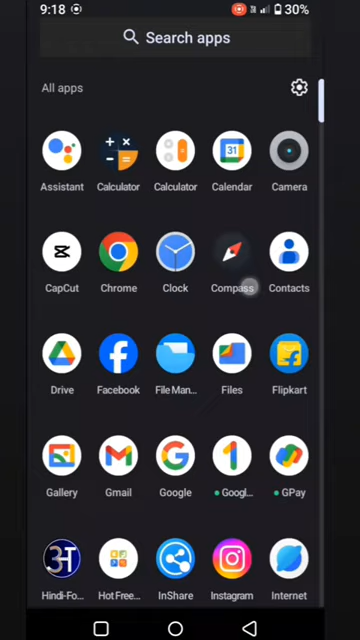 9:18 30%
Search apps
All apps
Assistant Calculator Calculator Calendar Camera
31
CapCut Chrome Clock Compass Contacts
Drive Facebook File Man... Files Flipkart
Gallery Gmail Google Googl... GPay
अ
Hindi-Fo... Hot Free... InShare Instagram Internet